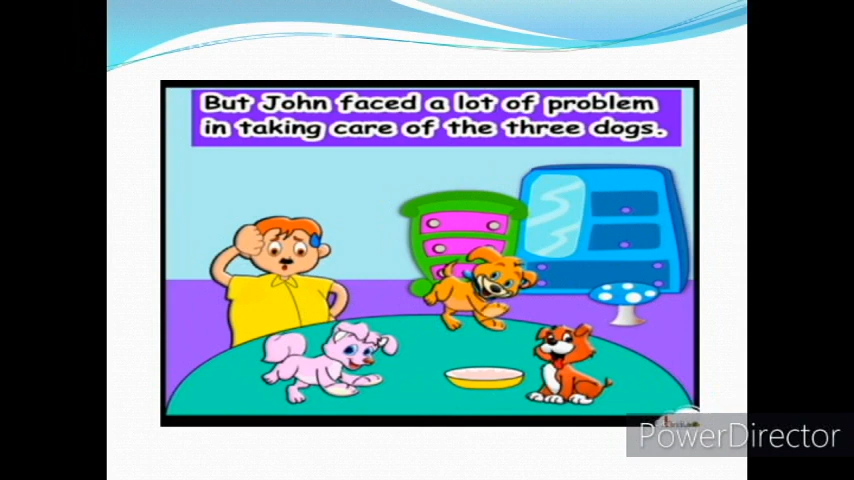 But John faced a lot of problem
in taking care of the three dogs.
PowerDirector